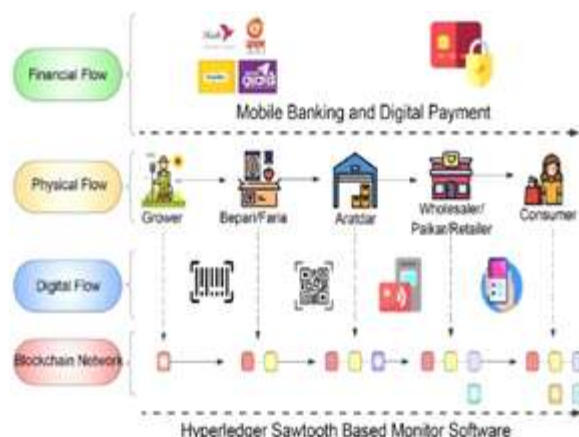 Financial Flow
Mobile Banking and Digital Payment
Physical Flow
Grower
Bepari/Faria
Aratdar
Wholesaler/
Paikar/Retailer
Consumer
Digital Flow
Blockchain Network
Hyperledger Sawtooth Based Monitor Software